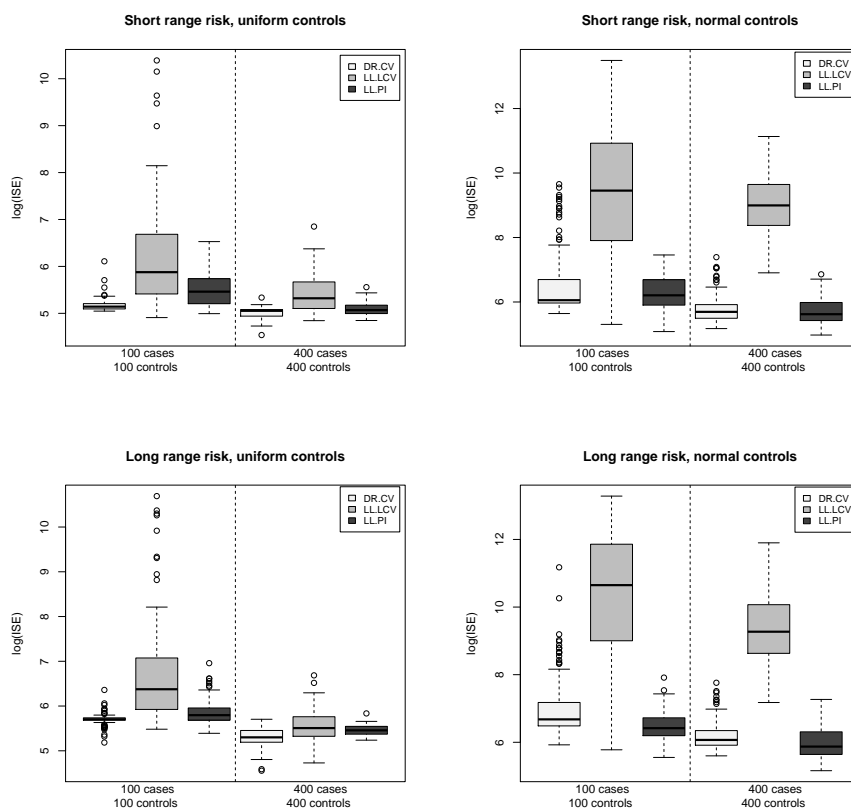 Short range risk, uniform controls
DR.CV
LL.LCV
LL.PI
log(ISE)
10
9
8
7
6
5
100 cases
100 controls
400 cases
400 controls
Short range risk, normal controls
DR.CV
LL.LCV
LL.PI
log(ISE)
12
10
8
6
100 cases
100 controls
400 cases
400 controls
Long range risk, uniform controls
DR.CV
LL.LCV
LL.PI
log(ISE)
10
9
8
7
6
5
100 cases
100 controls
400 cases
400 controls
Long range risk, normal controls
DR.CV
LL.LCV
LL.PI
log(ISE)
12
10
8
6
100 cases
100 controls
400 cases
400 controls